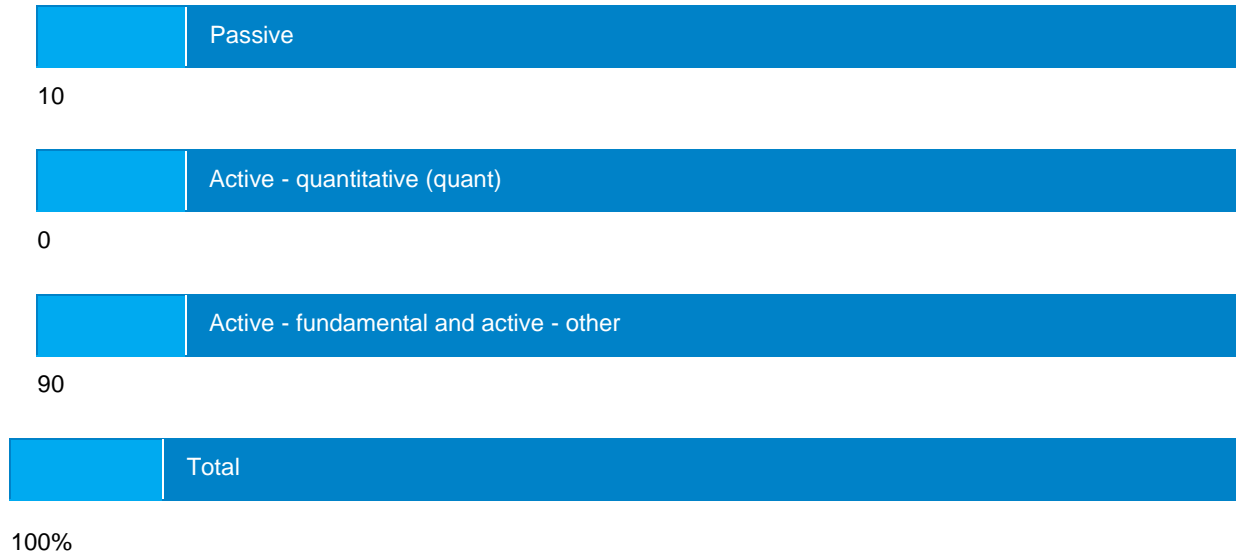 Passive
10
Active - quantitative (quant)
0
Active - fundamental and active - other
90
Total
100%